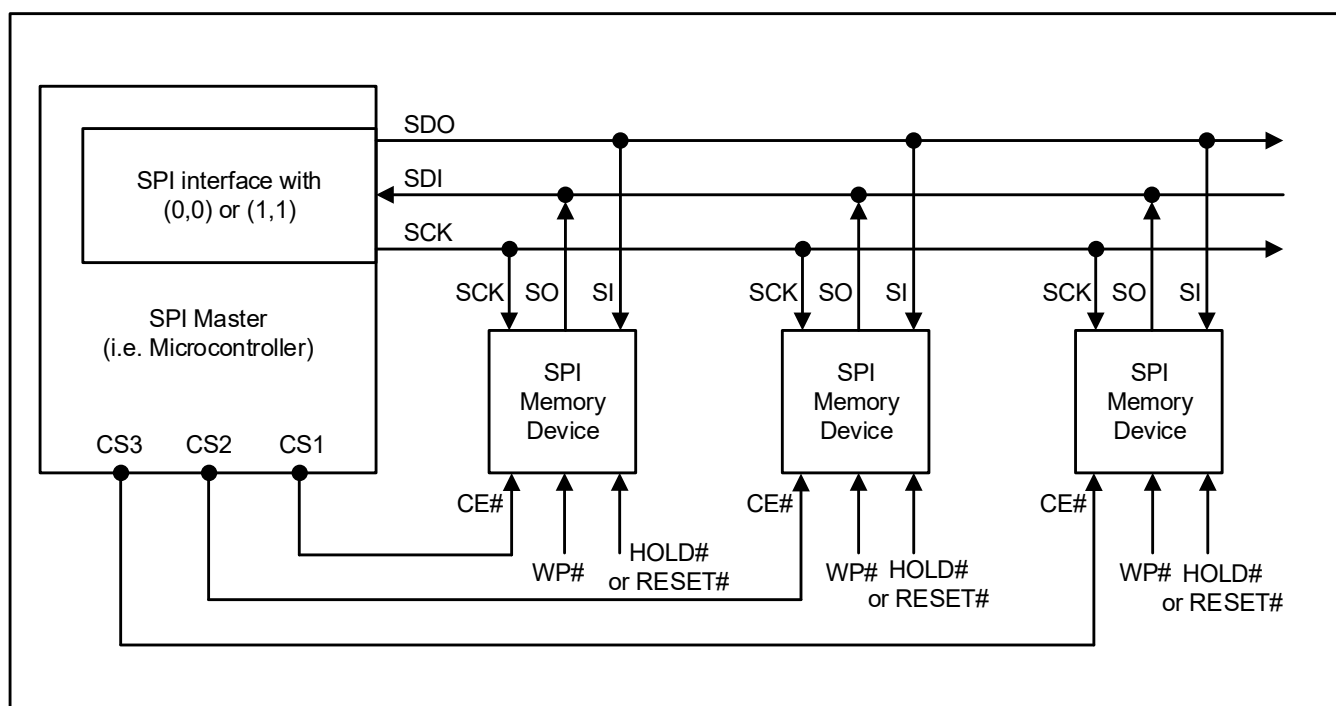 SDO
SPI interface with
(0,0) or (1,1)
SDI
SCK
SPI Master
(i.e. Microcontroller)
SCK SO SI
SCK SO SI
SCK SO SI
SPI
Memory
Device
SPI
Memory
Device
SPI
Memory
Device
CS3 CS2 CS1
CE#
WP#
HOLD#
or RESET#
CE#
WP#
HOLD#
or RESET#
CE#
WP#
HOLD#
or RESET#